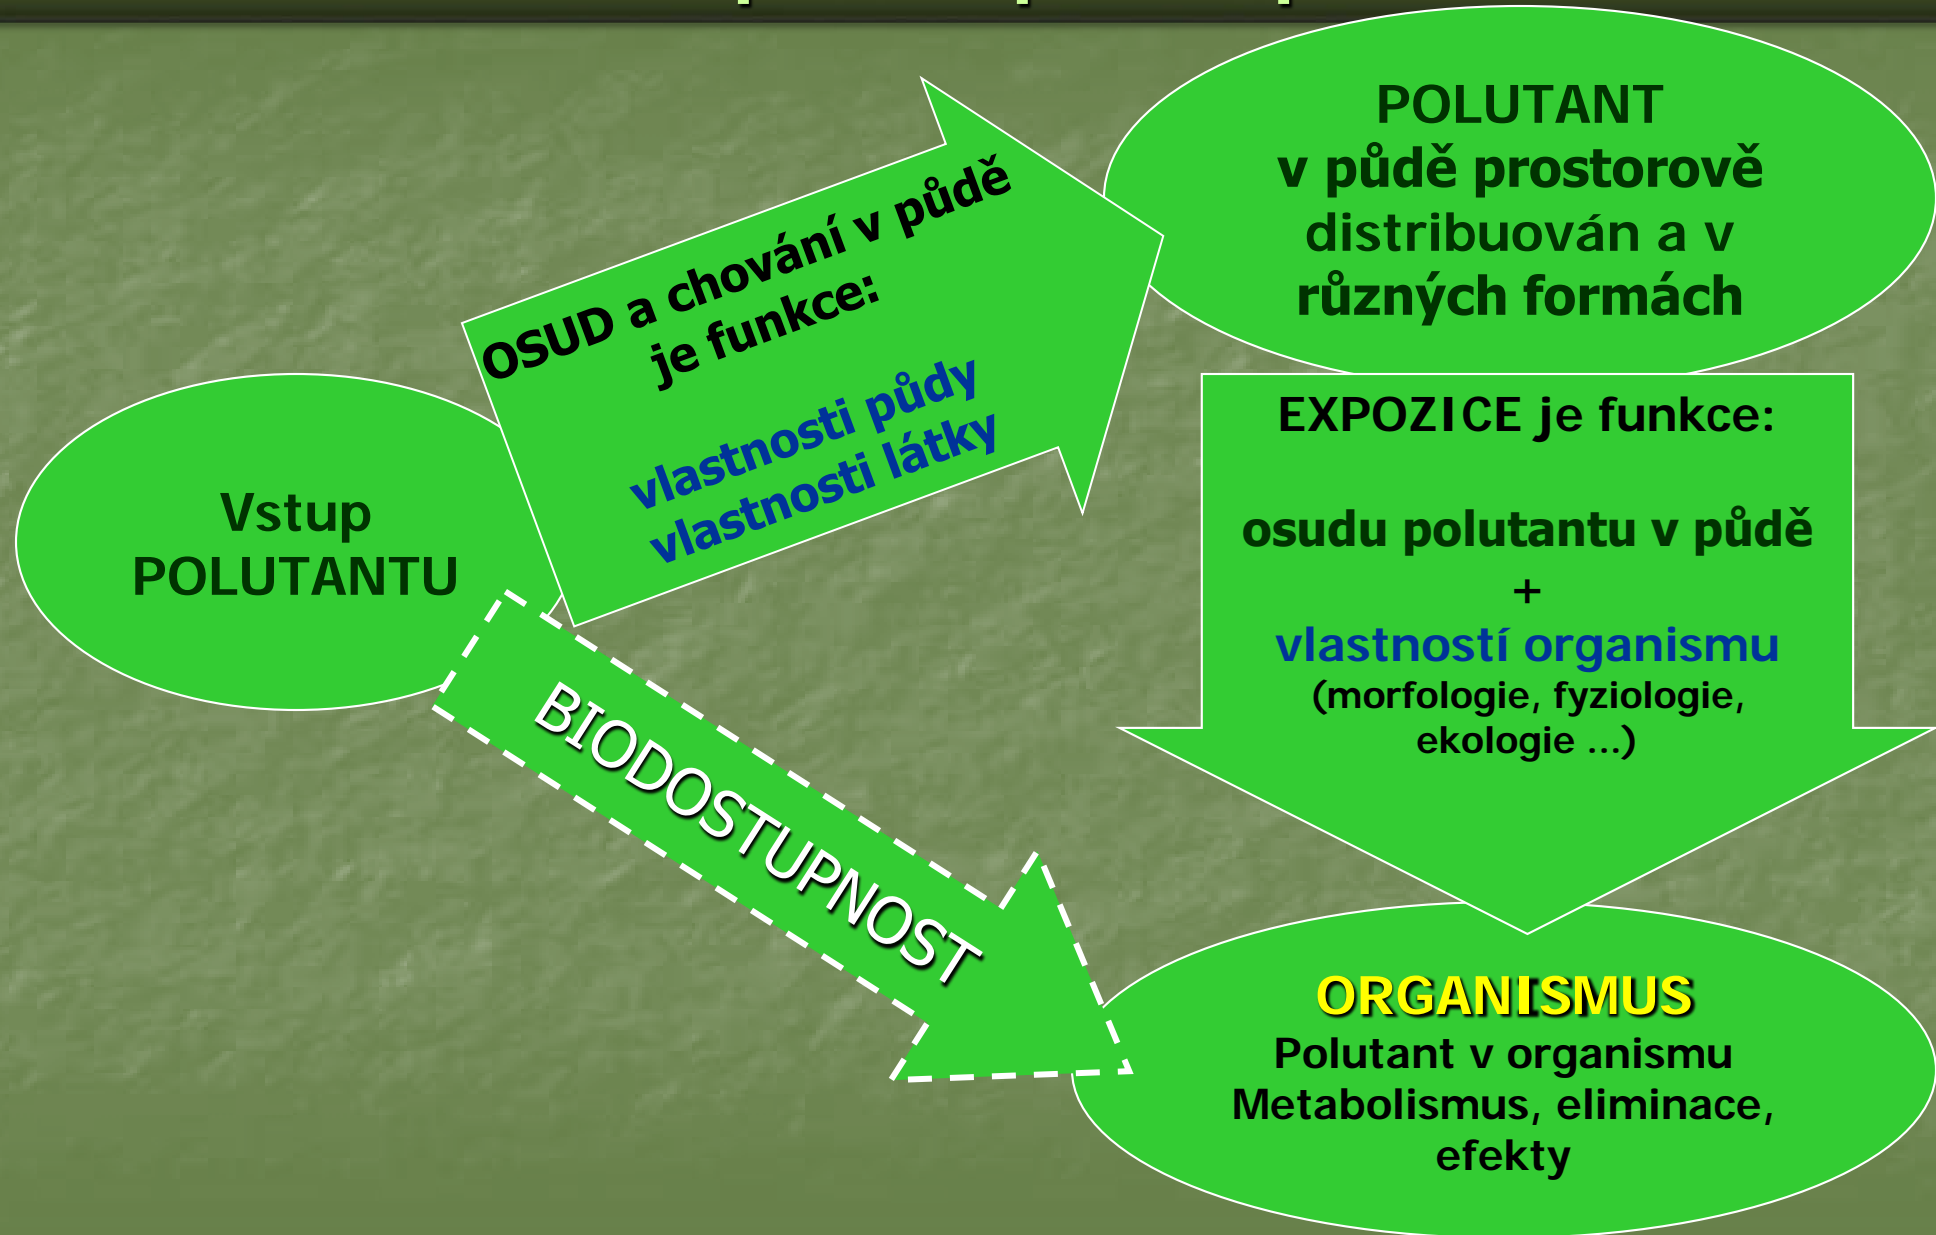 Vstup
POLUTANTU
OSUD a chování v půdě
je funkce:
vlastnosti půdy
vlastnosti látky
POLUTANT
v půdě prostorově
distribuován a v
různých formách
EXPOZICE je funkce:
osudu polutantu v půdě
+
vlastností organismu
(morfologie, fyziologie,
ekologie ...)
BIODOSTUPNOST
ORGANISMUS
Polutant v organismu
Metabolismus, eliminace,
efekty